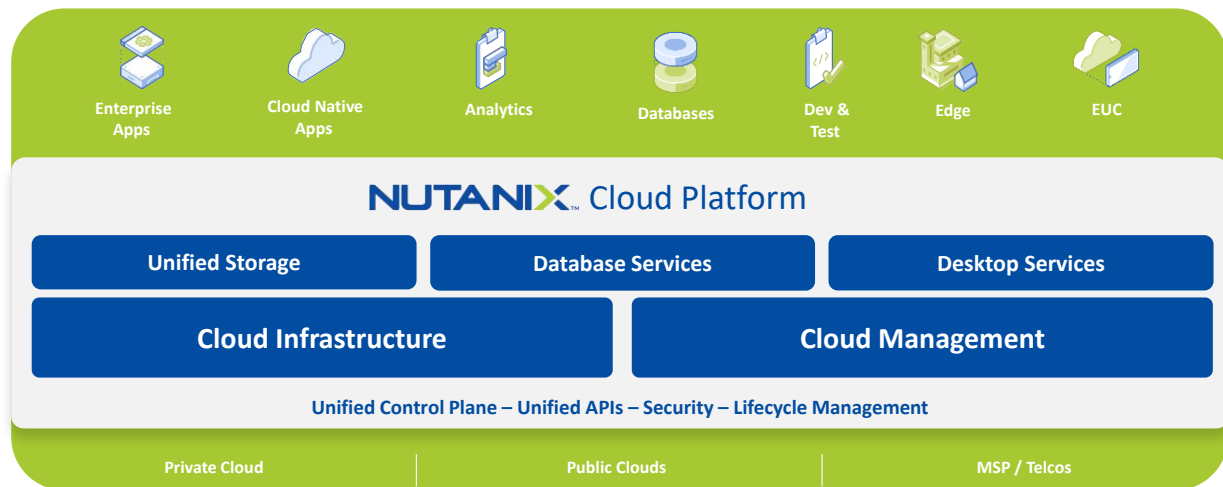 Enterprise
Apps
Cloud Native
Apps
Analytics
Databases
Dev &
Test
Edge
EUC
NUTANIX™ Cloud Platform
Unified Storage
Database Services
Desktop Services
Cloud Infrastructure
Cloud Management
Unified Control Plane – Unified APIs – Security – Lifecycle Management
Private Cloud
Public Clouds
MSP / Telcos